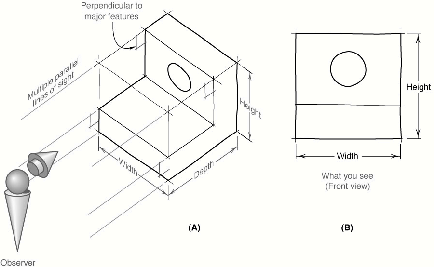 Perpendicular to
major features
Multiple parallel
lines of sight
Height
Width
Depth
Observer
(A)
Height
Width
What you see
(Front view)
(B)